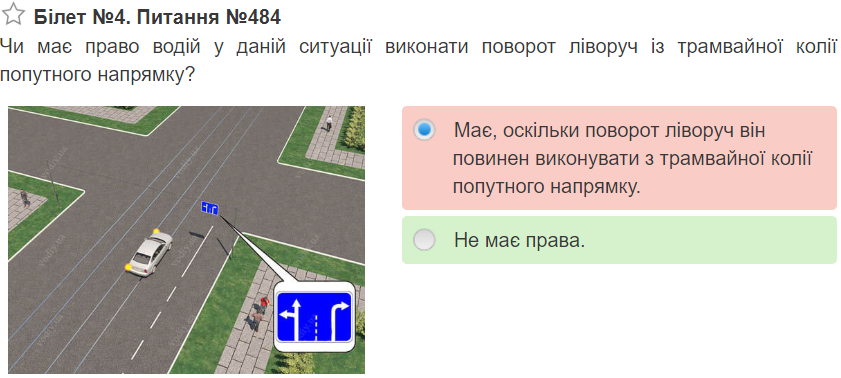 Білет №4. Питання №484
Чи має право водій у даній ситуації виконати поворот ліворуч із трамвайної колії
попутного напрямку?
Має, оскільки поворот ліворуч він
повинен виконувати з трамвайної колії
попутного напрямку.
Не має права.